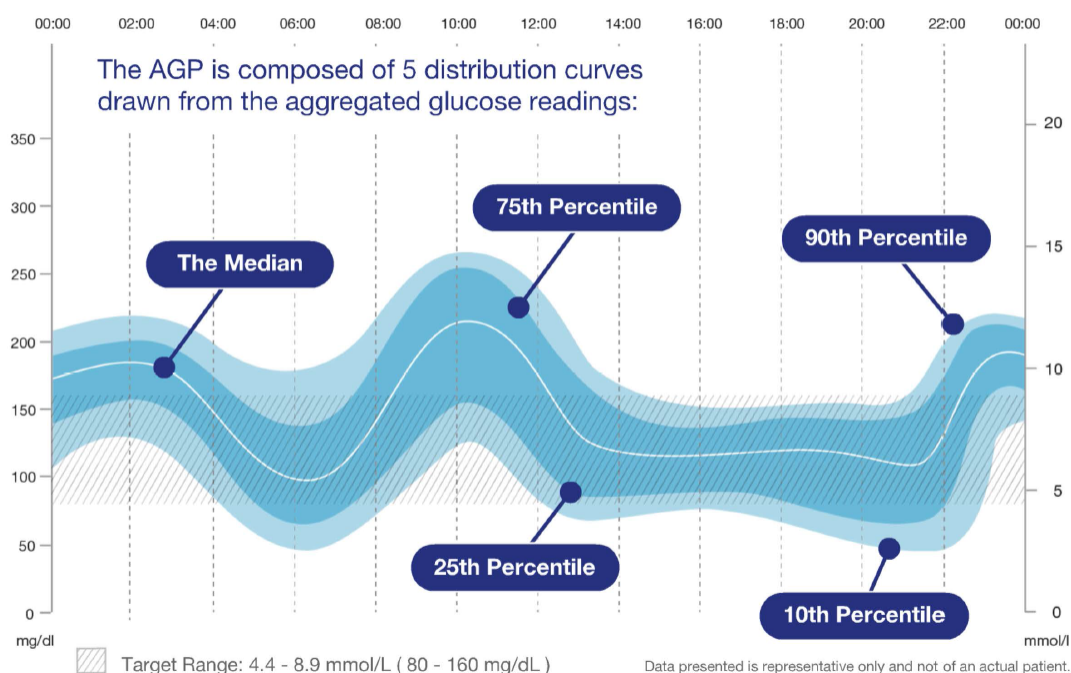 00:00 02:00 04:00 06:00 08:00 10:00 12:00 14:00 16:00 18:00 20:00 22:00 00:00
The AGP is composed of 5 distribution curves
drawn from the aggregated glucose readings:
350
300
250
200
150
100
50
0
mg/dl
20
15
10
5
0
mmol/l
75th Percentile
90th Percentile
The Median
25th Percentile
10th Percentile
Target Range: 4.4 - 8.9 mmol/L ( 80 - 160 mg/dL )
Data presented is representative only and not of an actual patient.